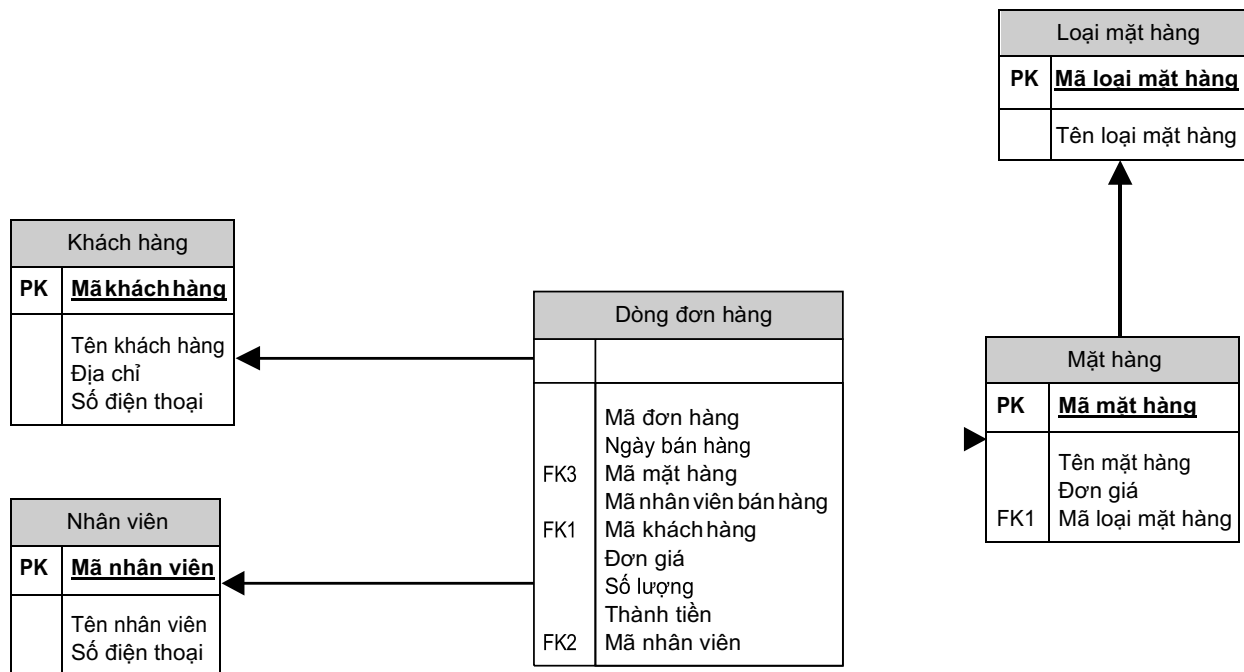 Loại mặt hàng
PK Mã loại mặt hàng
Tên loại mặt hàng
Khách hàng
PK Mã khách hàng
Tên khách hàng
Địa chỉ
Số điện thoại
Nhân viên
PK Mã nhân viên
Tên nhân viên
Số điện thoại
Dòng đơn hàng
Mã đơn hàng
Ngày bán hàng
FK3 Mã mặt hàng
Mã nhân viên bán hàng
FK1 Mã khách hàng
Đơn giá
Số lượng
Thành tiền
FK2 Mã nhân viên
Mặt hàng
PK Mã mặt hàng
Tên mặt hàng
Đơn giá
FK1 Mã loại mặt hàng